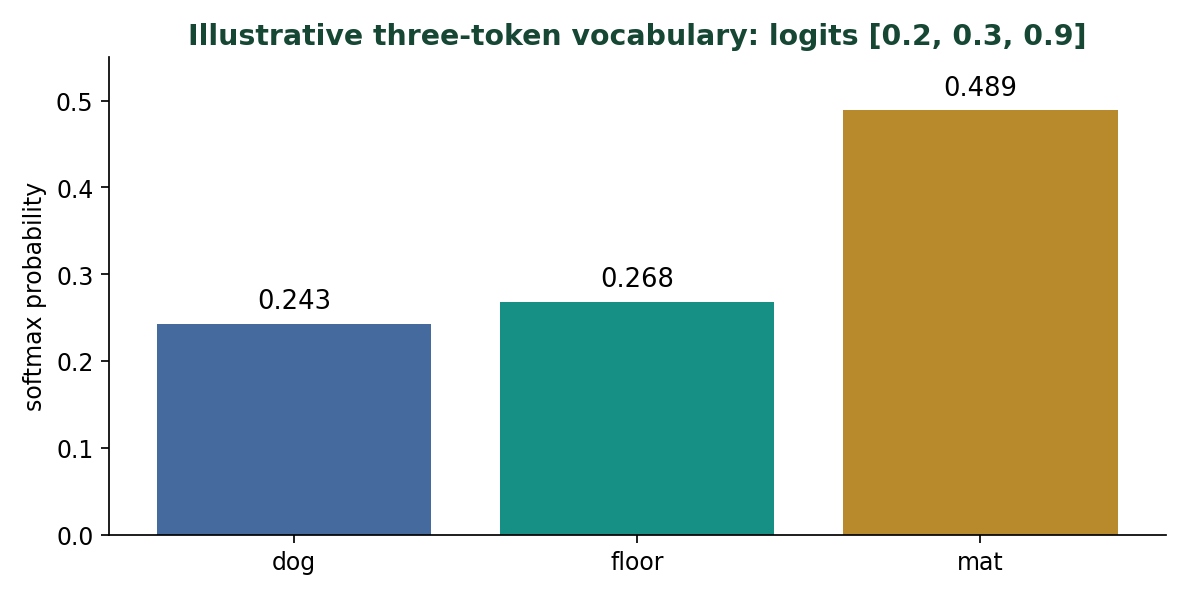 Illustrative three-token vocabulary: logits [0.2, 0.3, 0.9]
softmax probability
0.5
0.4
0.3
0.2
0.1
0.0
0.243
0.268
0.489
dog
floor
mat